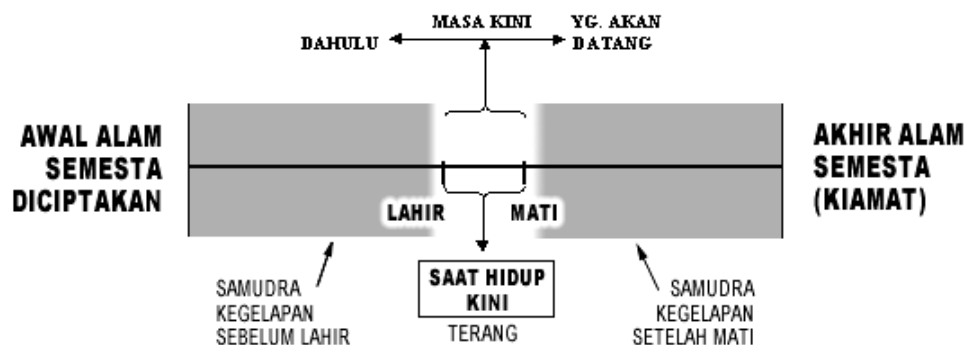 MASA KINI
DAHULU
YG. AKAN
DATANG
AWAL ALAM
SEMESTA
DICIPTAKAN
AKHIR ALAM
SEMESTA
(KIAMAT)
LAHIR
MATI
SAMUDRA
KEGELAPAN
SEBELUM LAHIR
SAAT HIDUP
KINI
TERANG
SAMUDRA
KEGELAPAN
SETELAH MATI